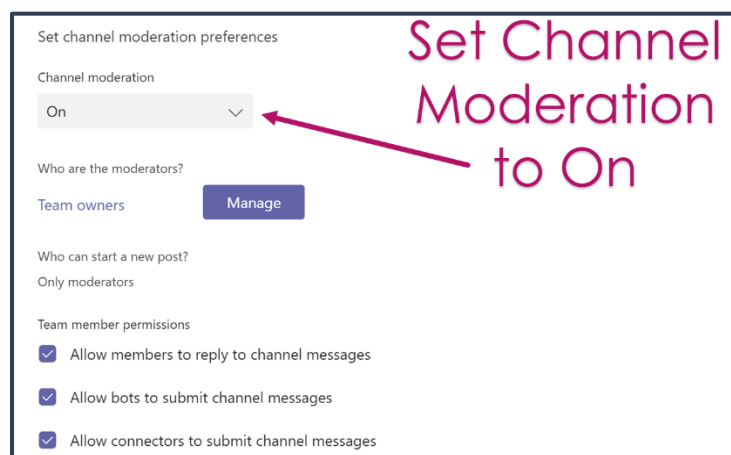 Set channel moderation preferences
Set Channel
Moderation
to On
Channel moderation
On
Who are the moderators?
Team owners
Manage
Who can start a new post?
Only moderators
Team member permissions
Allow members to reply to channel messages
Allow bots to submit channel messages
Allow connectors to submit channel messages